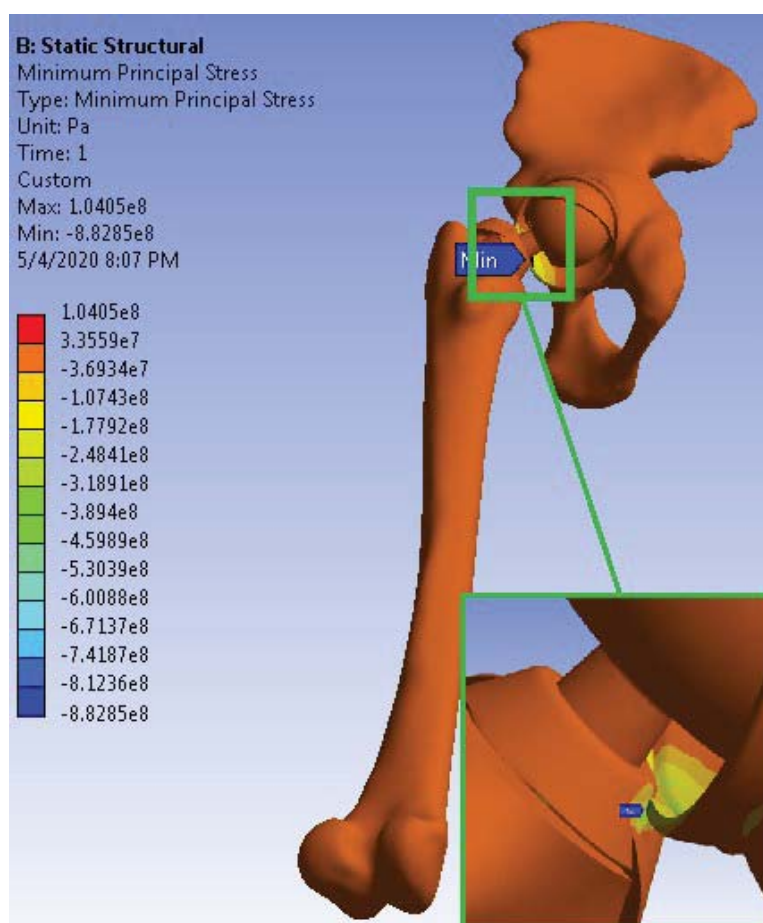 B: Static Structural
Minimum Principal Stress
Type: Minimum Principal Stress
Unit: Pa
Time: 1
Custom
Max: 1.0405e8
Min: -8.8285e8
5/4/2020 8:07 PM
Min
1.0405e8
3.3559e7
-3.6934e7
-1.0743e8
-1.7792e8
-2.4841e8
-3.1891e8
-3.894e8
-4.5989e8
-5.3039e8
-6.0088e8
-6.7137e8
-7.4187e8
-8.1236e8
-8.8285e8